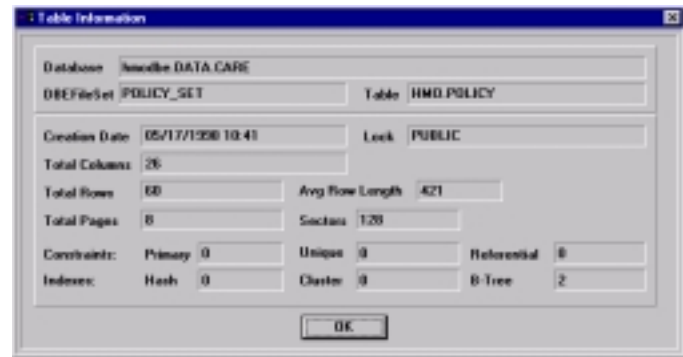 Table Information
Database hmodbe.DATA.CARE
DBEFileSet POLICY_SET Table HMO.POLICY
Creation Date 05/17/1990 10:41 Lock PUBLIC
Total Columns 26
Total Rows 60 Avg Row Length 421
Total Pages 8 Sectors 128
Constraints: Primary 0 Unique 0 Referential 0
Indexes: Hash 0 Cluster 0 B-Tree 2
OK